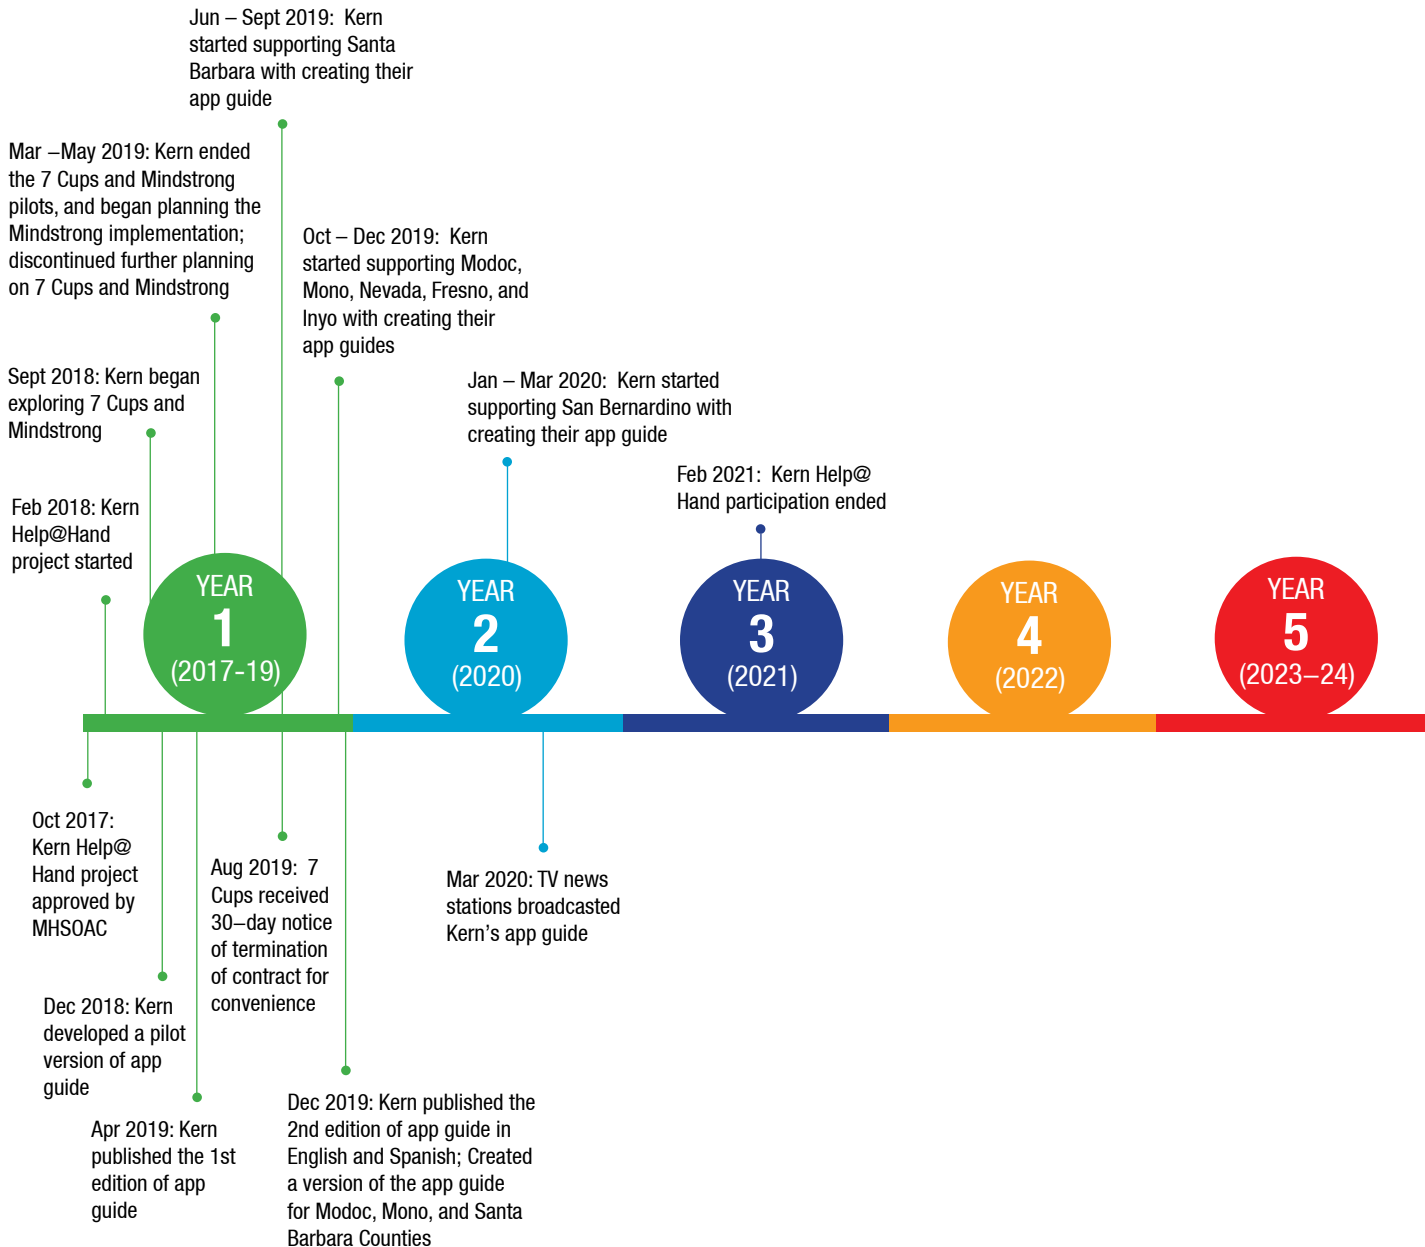 Jun – Sept 2019: Kern
started supporting Santa
Barbara with creating their
app guide
Mar –May 2019: Kern ended
the 7 Cups and Mindstrong
pilots, and began planning the
Mindstrong implementation;
discontinued further planning
on 7 Cups and Mindstrong
Oct – Dec 2019: Kern
started supporting Modoc,
Mono, Nevada, Fresno, and
Inyo with creating their
app guides
Sept 2018: Kern began
exploring 7 Cups and
Mindstrong
Jan – Mar 2020: Kern started
supporting San Bernardino with
creating their app guide
Feb 2021: Kern Help@
Hand participation ended
Feb 2018: Kern
Help@Hand
project started
YEAR
1
(2017-19)
YEAR
2
(2020)
YEAR
3
(2021)
YEAR
4
(2022)
YEAR
5
(2023–24)
Oct 2017:
Kern Help@
Hand project
approved by
MHSOAC
Aug 2019: 7
Cups received
30–day notice
of termination
of contract for
convenience
Mar 2020: TV news
stations broadcasted
Kern's app guide
Dec 2018: Kern
developed a pilot
version of app
guide
Apr 2019: Kern
published the 1st
edition of app
guide
Dec 2019: Kern published the
2nd edition of app guide in
English and Spanish; Created
a version of the app guide
for Modoc, Mono, and Santa
Barbara Counties